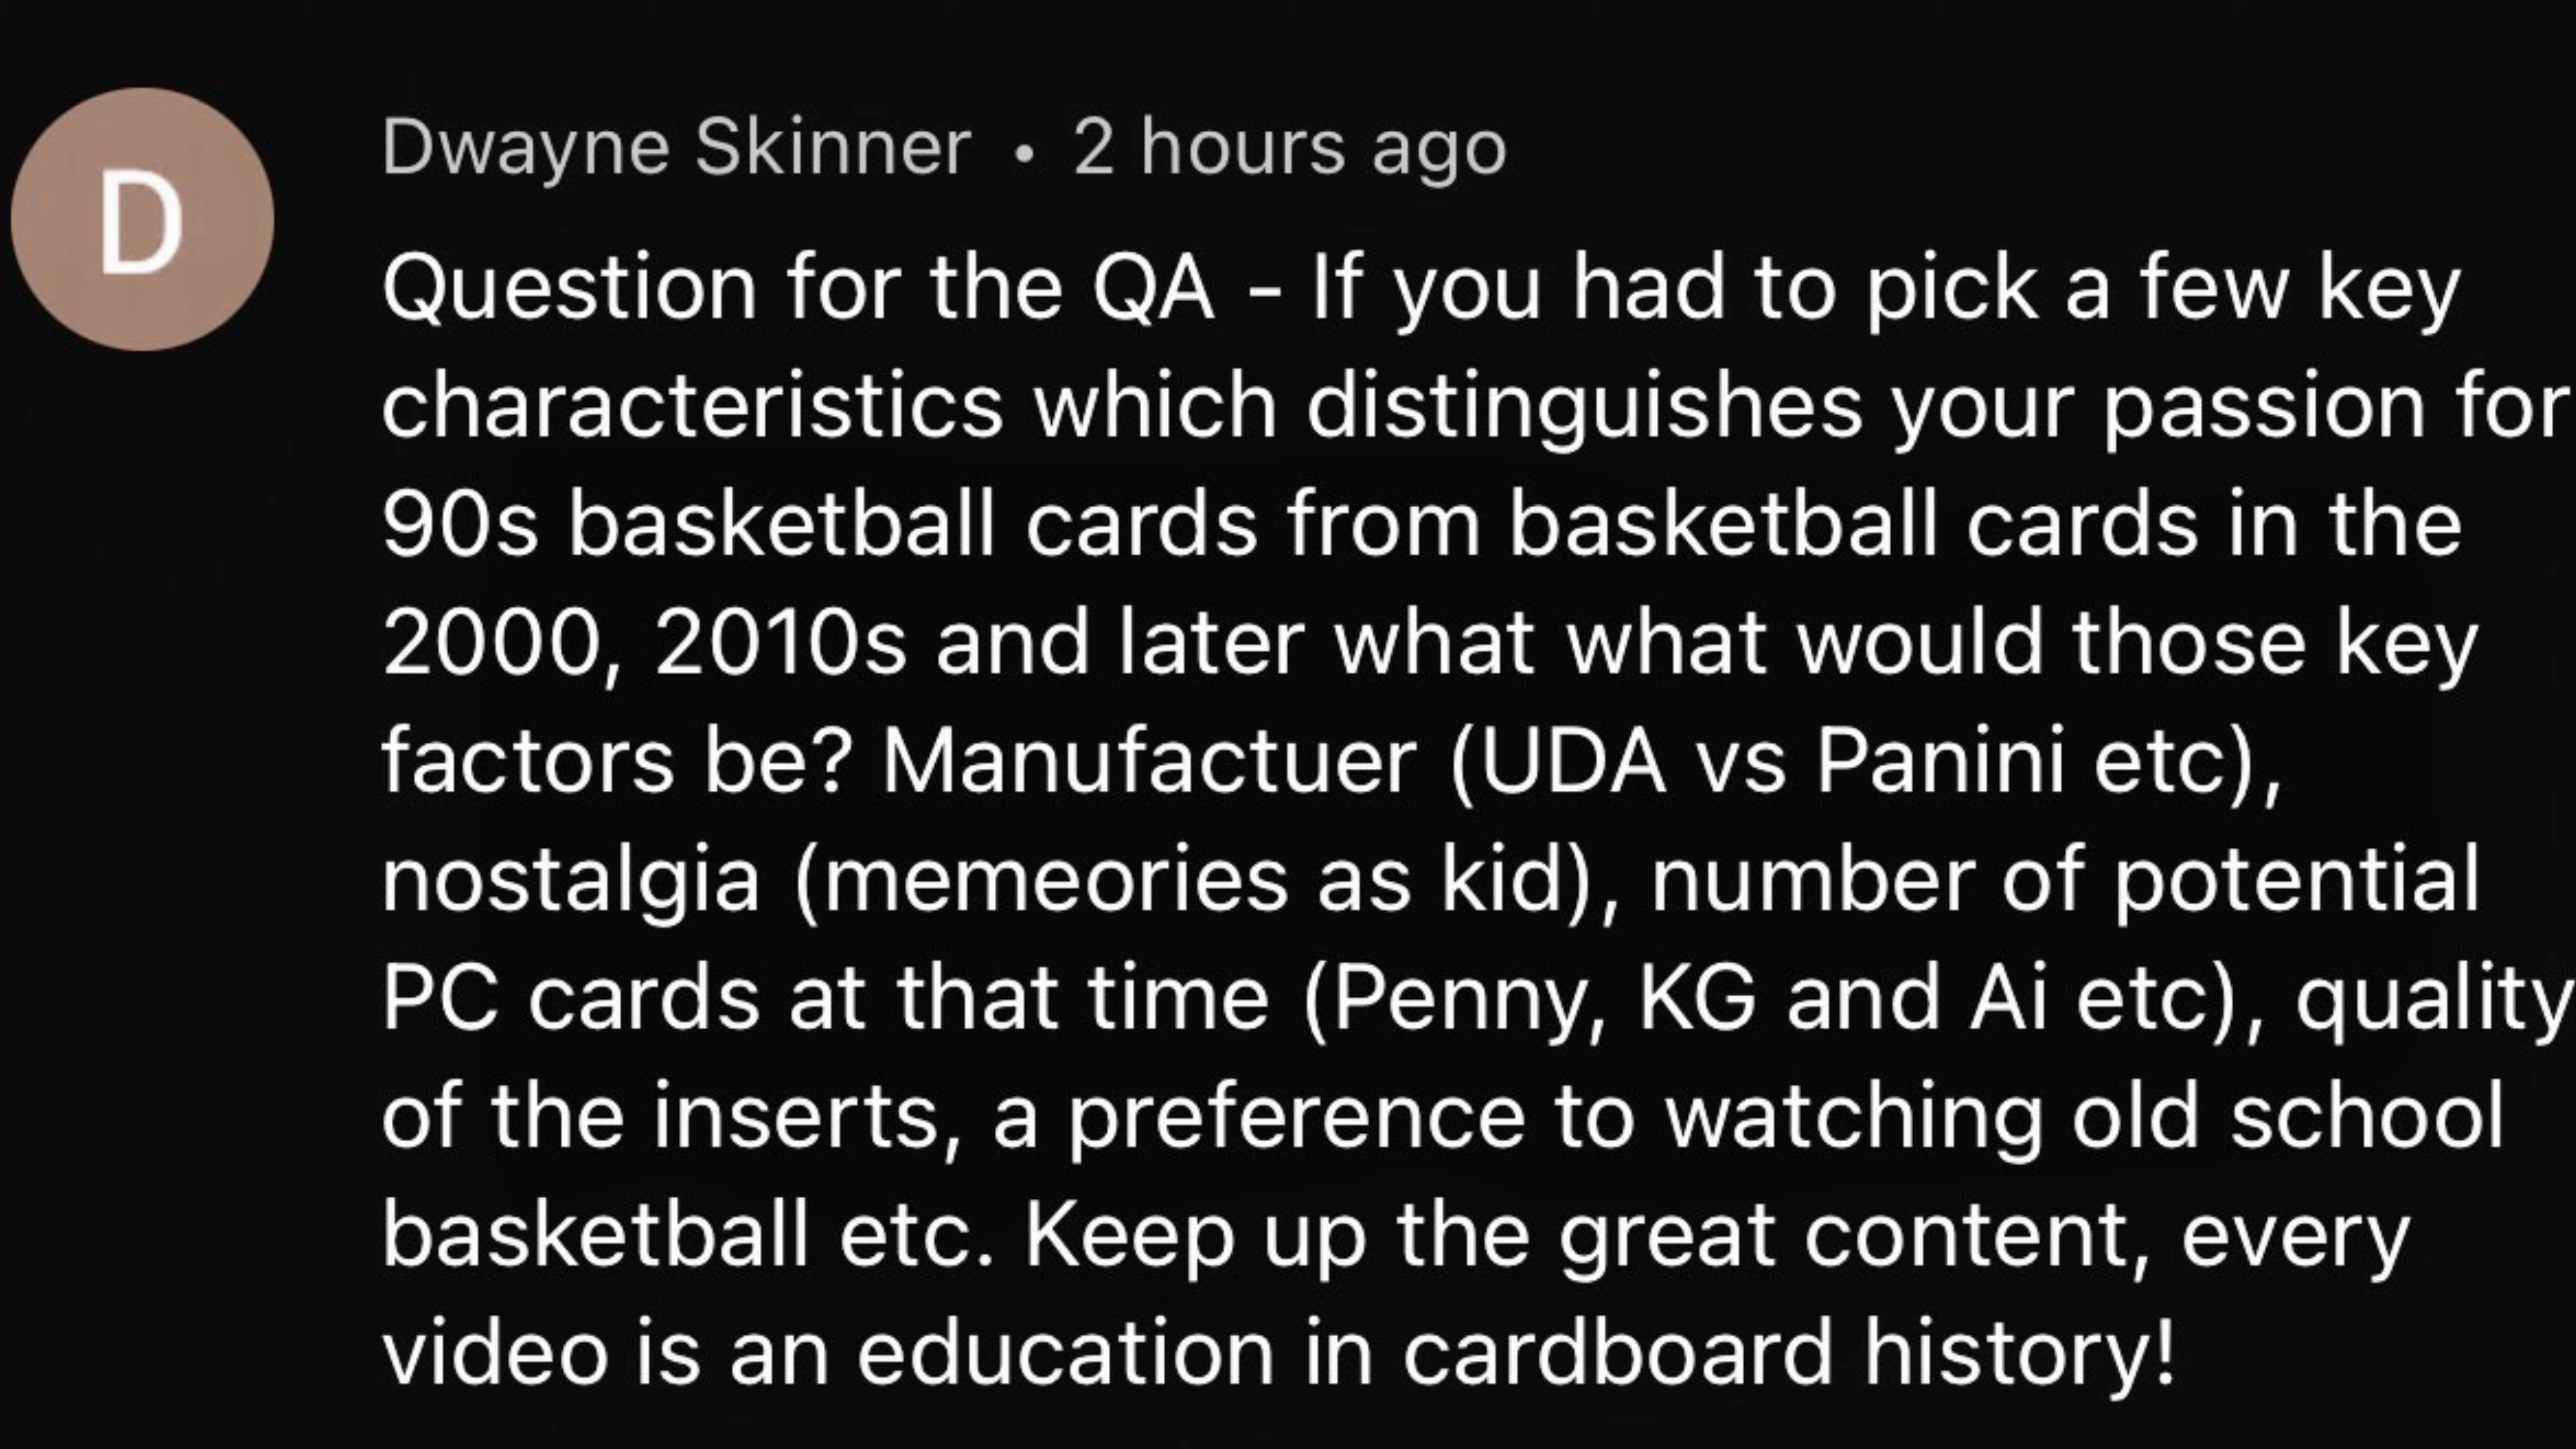 D
Dwayne Skinner • 2 hours ago
Question for the QA - If you had to pick a few key
characteristics which distinguishes your passion for
90s basketball cards from basketball cards in the
2000, 2010s and later what what would those key
factors be? Manufactuer (UDA vs Panini etc),
nostalgia (memeories as kid), number of potential
PC cards at that time (Penny, KG and Ai etc), quality
of the inserts, a preference to watching old school
basketball etc. Keep up the great content, every
video is an education in cardboard history!